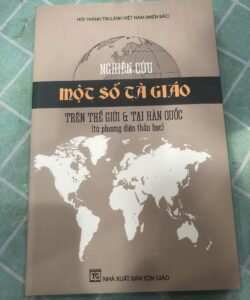 HỘI THÁNH TIN LÀNH VIỆT NAM (MIỀN BẮC)
NGHIÊN CỨU
MỘT SỐ TÀ GIÁO
TRÊN THẾ GIỚI & TẠI HÀN QUỐC
(từ phương diện thần học)
TG NHÀ XUẤT BẢN TÔN GIÁO